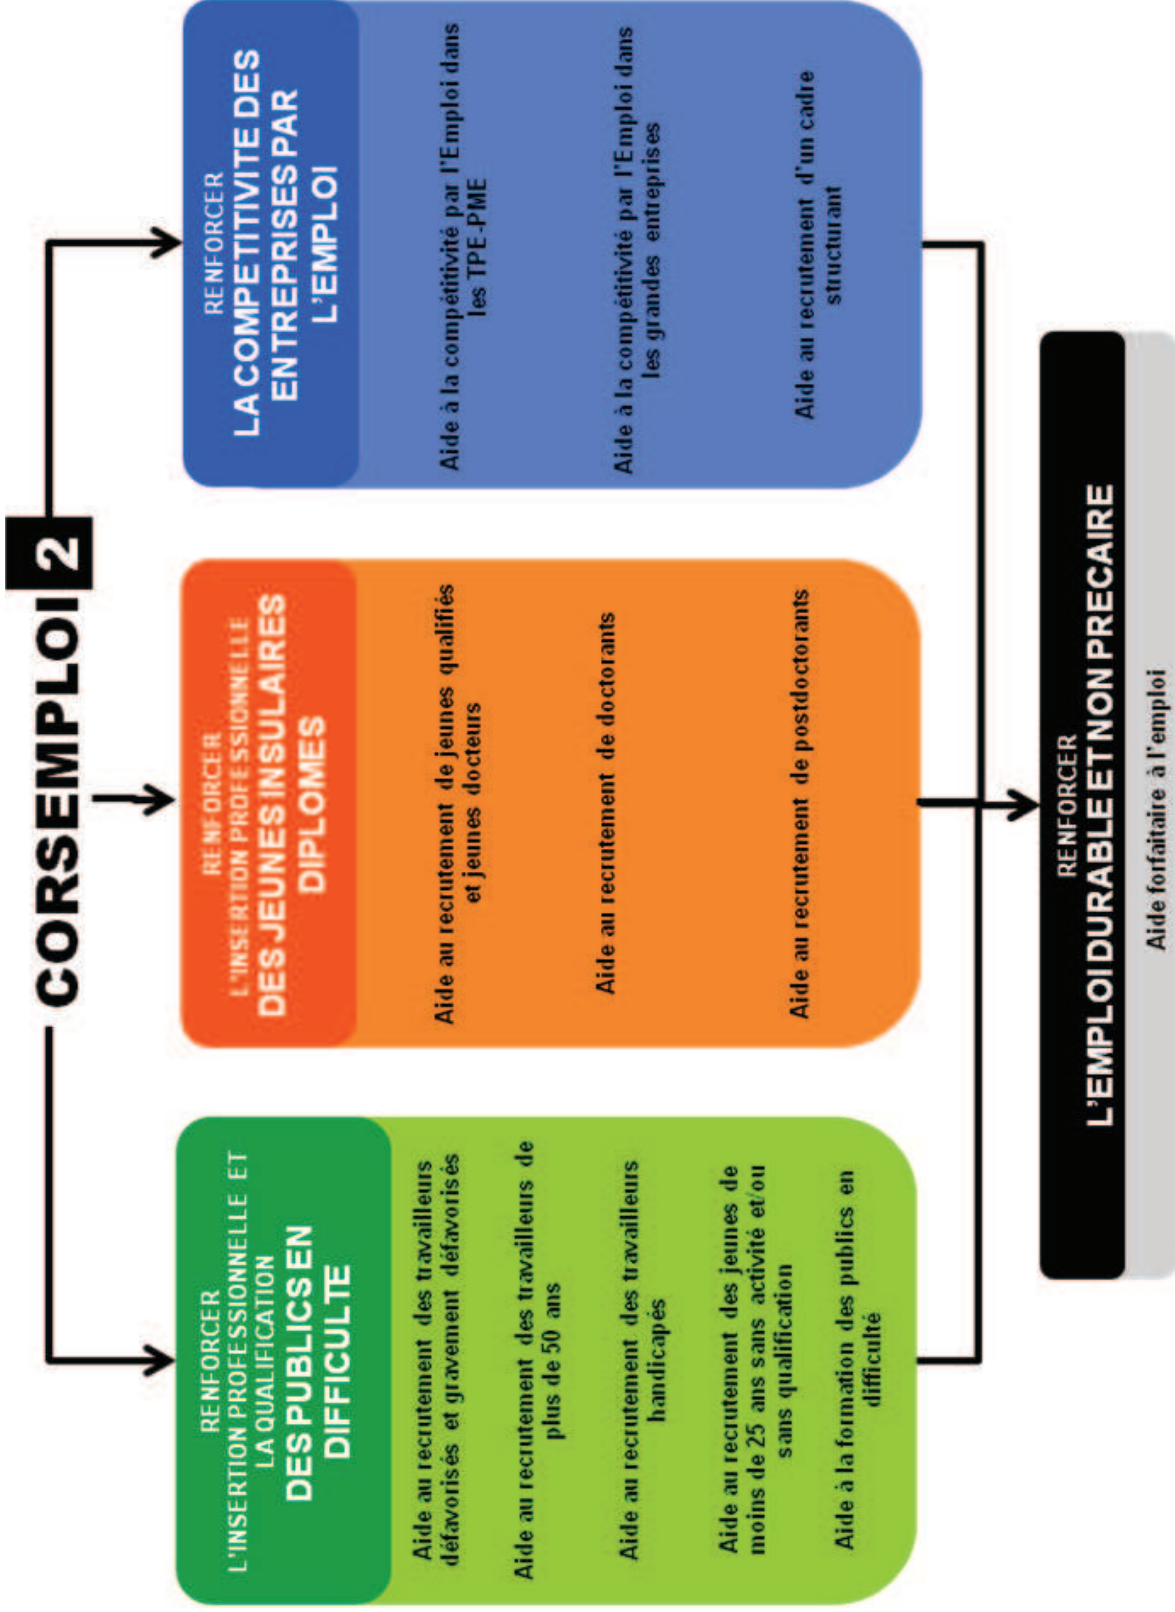 CORSEMPLOI 2
RENFORCER
L'INSERTION PROFESSIONNELLE ET
LA QUALIFICATION
DES PUBLICS EN
DIFFICULTE
Aide au recrutement des travailleurs
défavorisés et gravement défavorisés
Aide au recrutement des travailleurs de
plus de 50 ans
Aide au recrutement des travailleurs
handicapés
Aide au recrutement des jeunes de
moins de 25 ans sans activité et/ou
sans qualification
Aide à la formation des publics en
difficulté
RENFORCER
L'INSERTION PROFESSIONNELLE
DES JEUNES INSULAIRES
DIPLOMES
Aide au recrutement de jeunes qualifiés
et jeunes docteurs
Aide au recrutement de doctorants
Aide au recrutement de postdoctorants
RENFORCER
LA COMPETITIVITE DES
ENTREPRISES PAR
L'EMPLOI
Aide à la compétitivité par l'Emploi dans
les TPE-PME
Aide à la compétitivité par l'Emploi dans
les grandes entreprises
Aide au recrutement d'un cadre
structurant
RENFORCER
L'EMPLOI DURABLE ET NON PRECAIRE
Aide forfaitaire à l'emploi